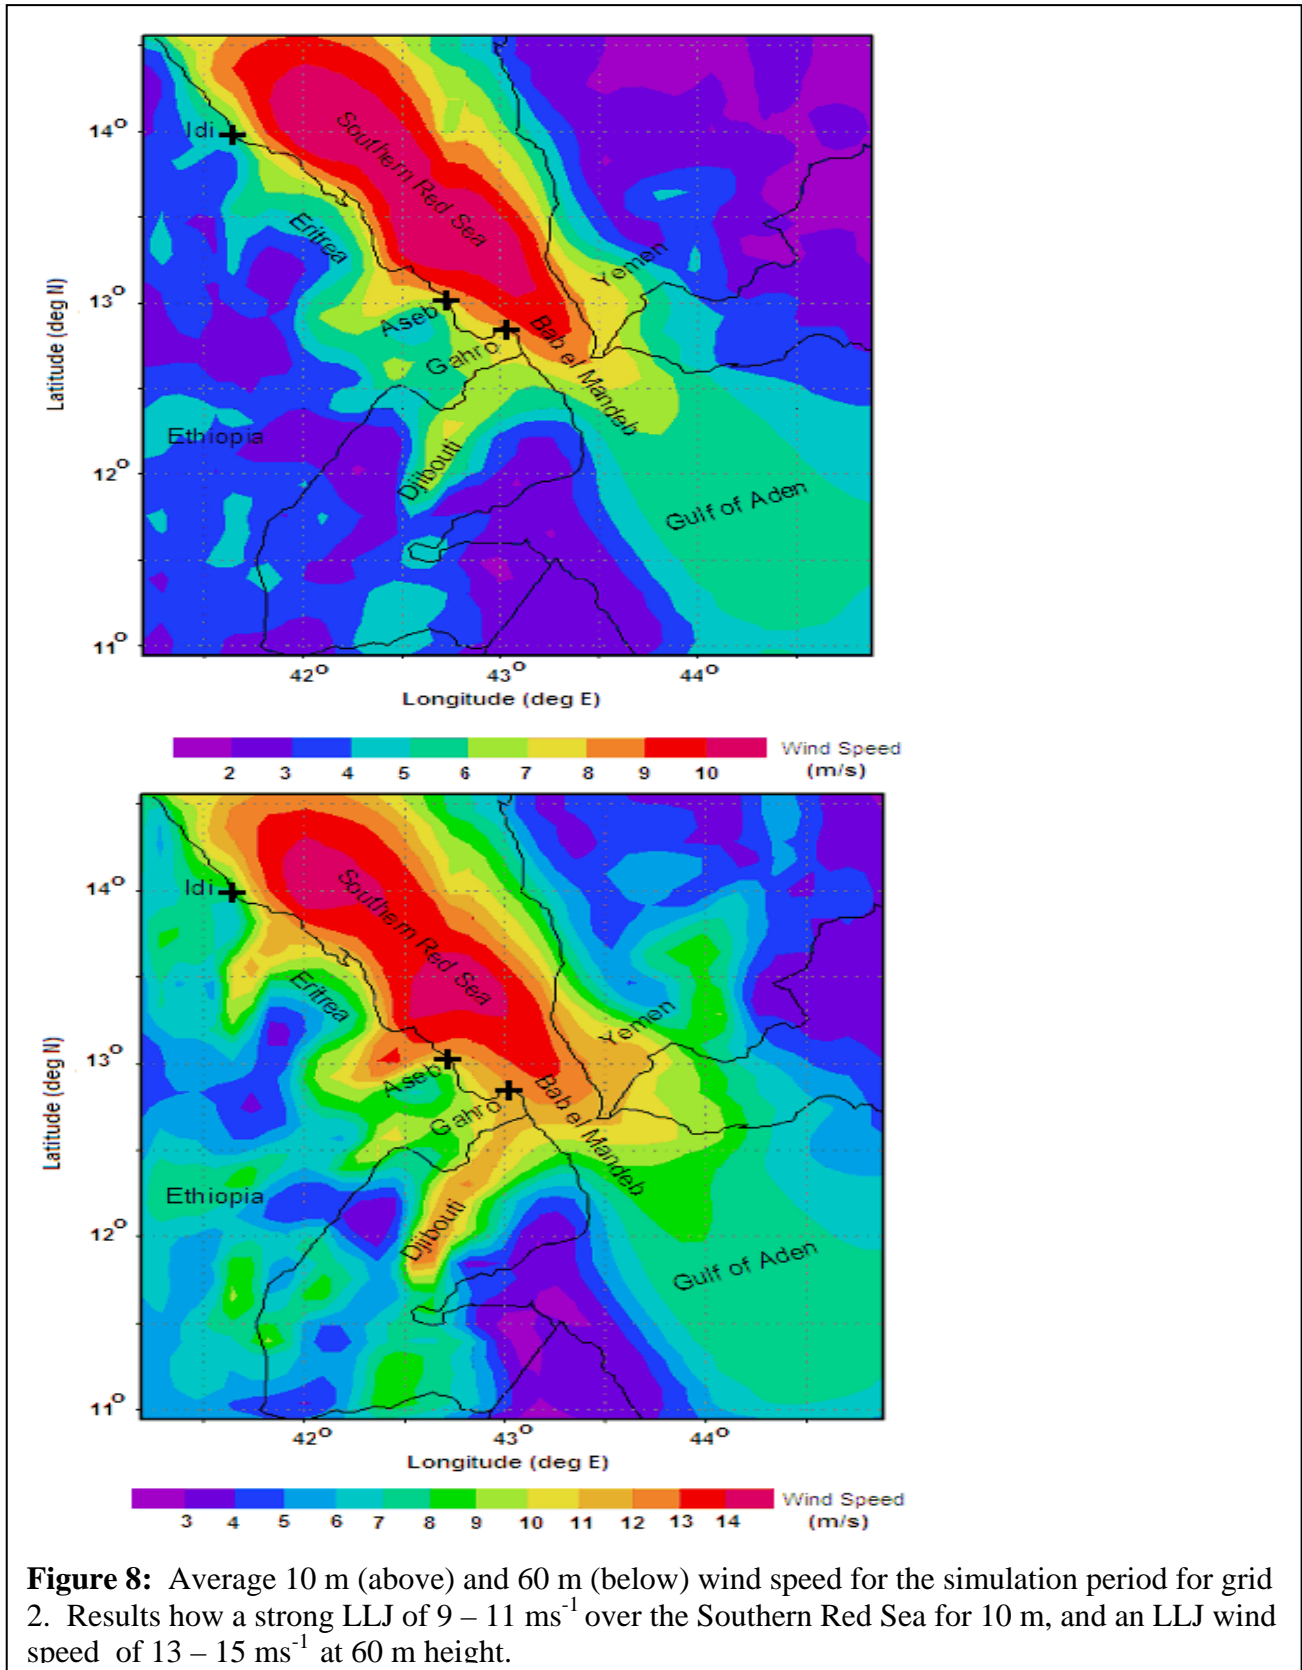 14°
Idi
Southern Red Sea
Eritrea
Yemen
13°
Aseb
Gahro
Bab el Mandeb
Ethiopia
12°
Djibouti
Gulf of Aden
11°
Latitude (deg N)
42° 43° 44°
Longitude (deg E)
Wind Speed
2 3 4 5 6 7 8 9 10 (m/s)
14°
Idi
Southern Red Sea
Eritrea
Yemen
13°
Aseb
Gahro
Bab el Mandeb
Ethiopia
12°
Djibouti
Gulf of Aden
11°
Latitude (deg N)
42° 43° 44°
Longitude (deg E)
Wind Speed
3 4 5 6 7 8 9 10 11 12 13 14 (m/s)
Figure 8: Average 10 m (above) and 60 m (below) wind speed for the simulation period for grid
2. Results how a strong LLJ of 9 – 11 ms⁻¹ over the Southern Red Sea for 10 m, and an LLJ wind
speed of 13 – 15 ms⁻¹ at 60 m height.